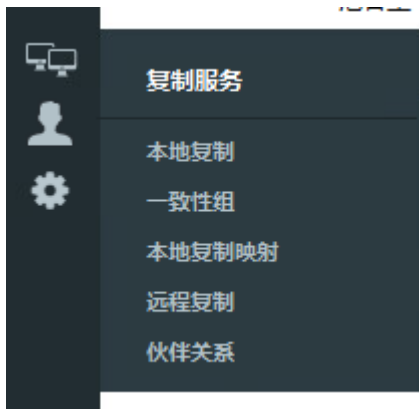 复制服务
本地复制
一致性组
本地复制映射
远程复制
伙伴关系